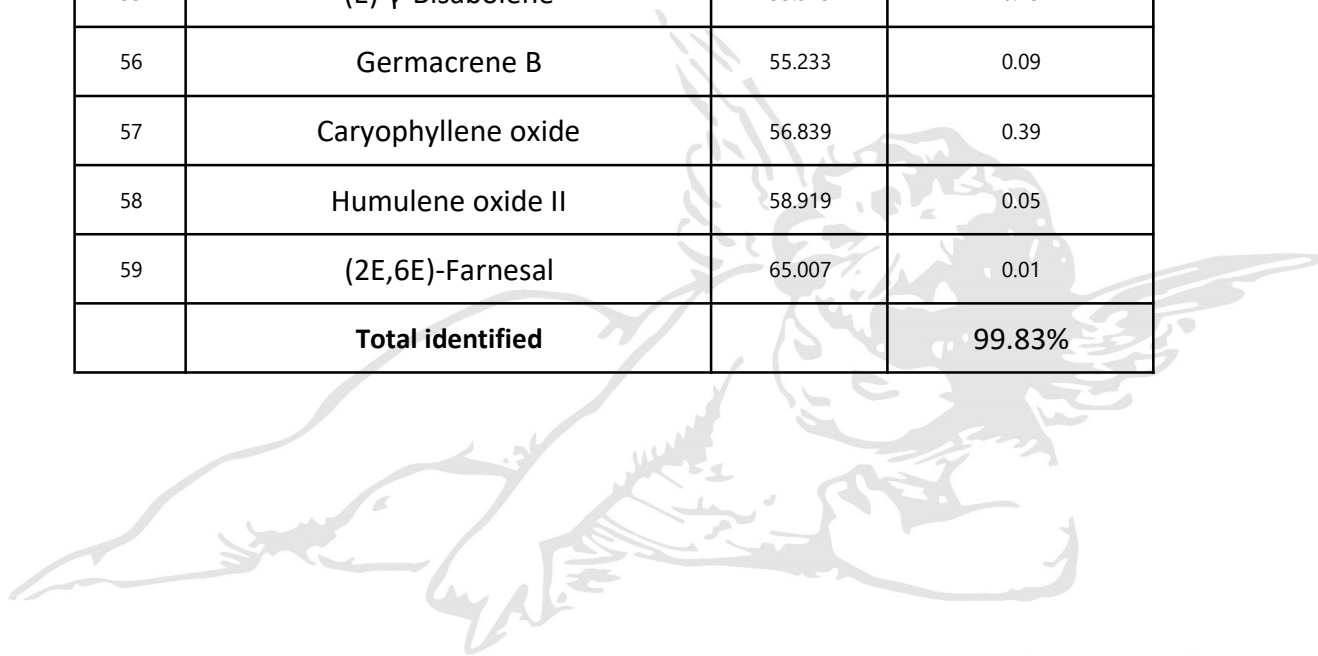 (E)-γ-Bisabolene
56 Germacrene B 55.233 0.09
57 Caryophyllene oxide 56.839 0.39
58 Humulene oxide II 58.919 0.05
59 (2E,6E)-Farnesal 65.007 0.01
Total identified 99.83%